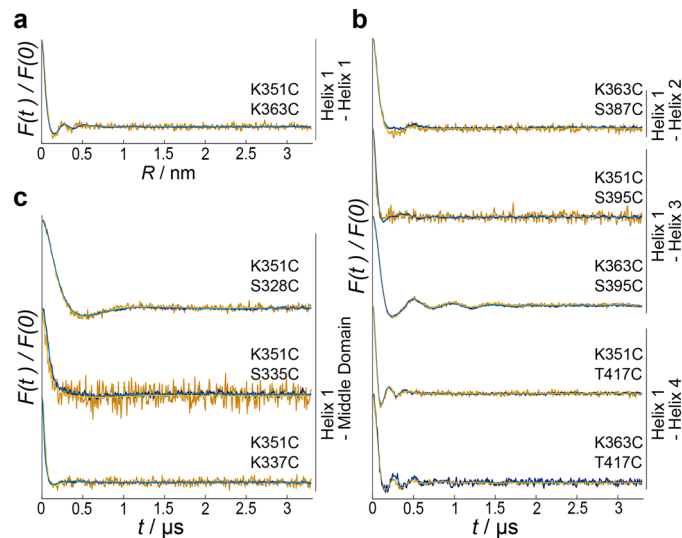 a
F(t) / F(0)
K351C
K363C
Helix 1
- Helix 1
0 0.5 1 1.5 2 2.5 3
R / nm
b
F(t) / F(0)
K363C
S387C
Helix 1
- Helix 2
K351C
S395C
K363C
S395C
Helix 1
- Helix 3
K351C
T417C
K363C
T417C
Helix 1
- Helix 4
0 0.5 1 1.5 2 2.5 3
t / µs
c
F(t) / F(0)
K351C
S328C
K351C
S335C
K351C
K337C
Helix 1
- Middle Domain
0 0.5 1 1.5 2 2.5 3
t / µs